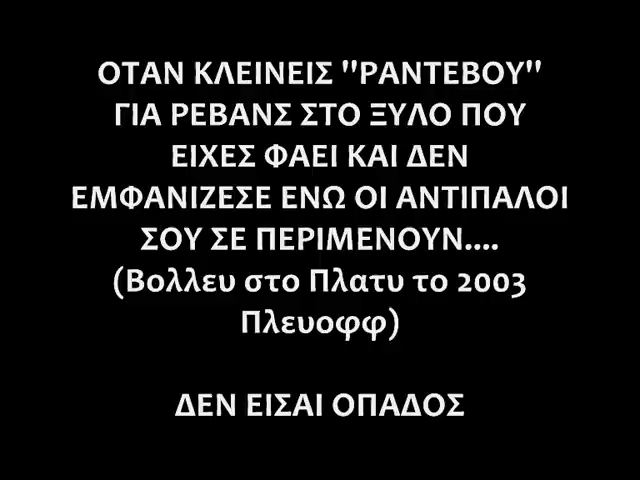 ΟΤΑΝ ΚΛΕΙΝΕΙΣ "ΡΑΝΤΕΒΟΥ"
ΓΙΑ ΡΕΒΑΝΣ ΣΤΟ ΞΥΛΟ ΠΟΥ
ΕΙΧΕΣ ΦΑΕΙ ΚΑΙ ΔΕΝ
ΕΜΦΑΝΙΖΕΣΕ ΕΝΩ ΟΙ ΑΝΤΙΠΑΛΟΙ
ΣΟΥ ΣΕ ΠΕΡΙΜΕΝΟΥΝ....
(Βολλευ στο Πλατυ το 2003
Πλευοφφ)
ΔΕΝ ΕΙΣΑΙ ΟΠΑΔΟΣ